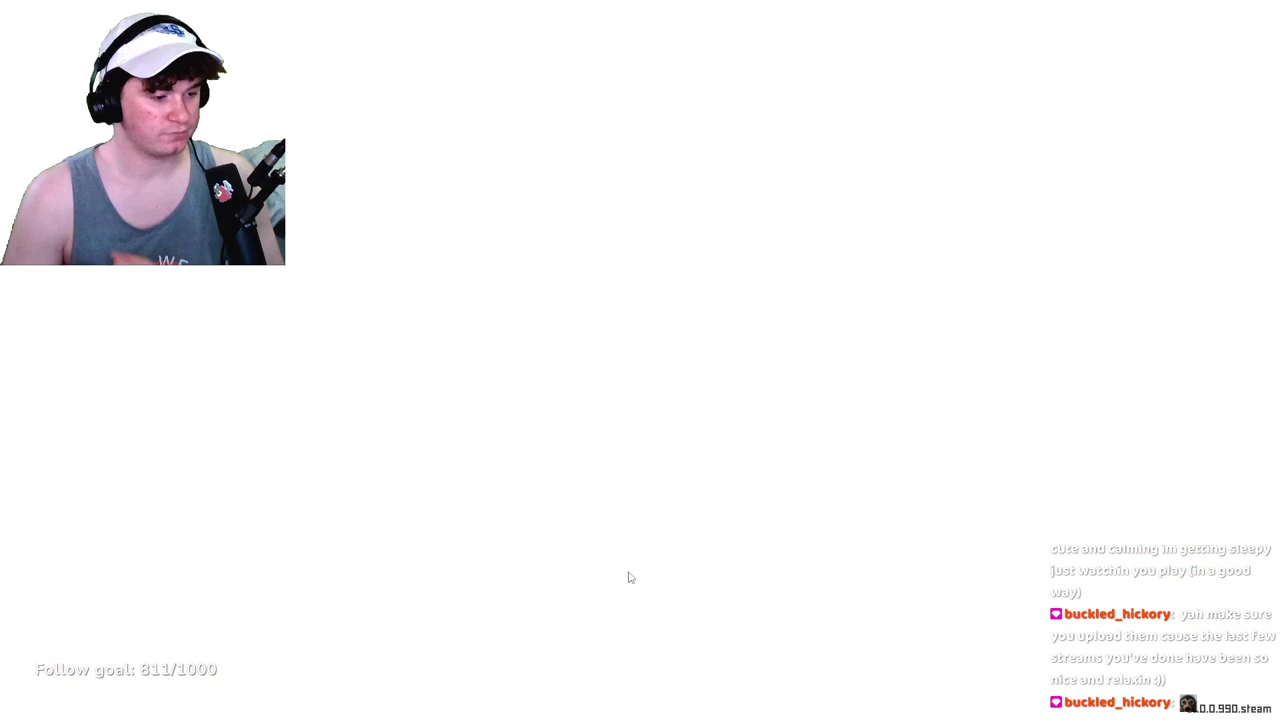 WE
cute and calming im getting sleepy
just watchin you play (in a good
way)
buckled_hickory: yah make sure
you upload them cause the last few
streams you've done have been so
nice and relaxin :))
Follow goal: 811/1000
buckled_hickory: .0.0.990.steam